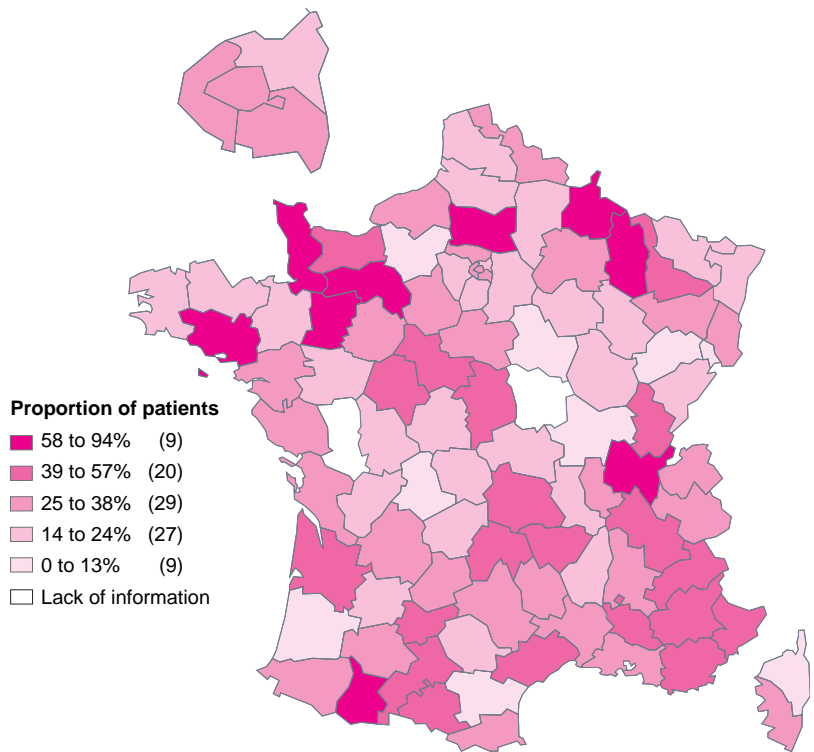 Proportion of patients
58 to 94% (9)
39 to 57% (20)
25 to 38% (29)
14 to 24% (27)
0 to 13% (9)
Lack of information